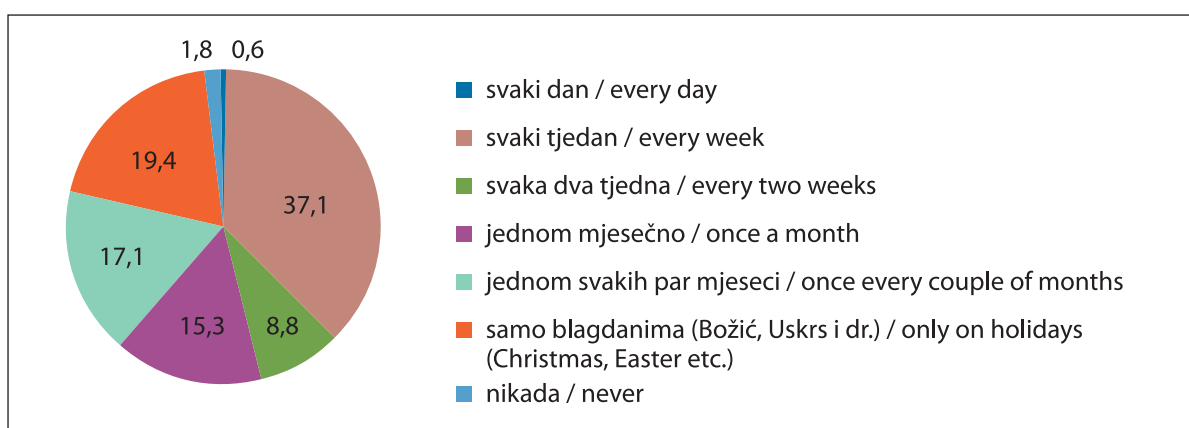 1,8 0,6
19,4
37,1
17,1
15,3
8,8
svaki dan / every day
svaki tjedan / every week
svaka dva tjedna / every two weeks
jednom mjesečno / once a month
jednom svakih par mjeseci / once every couple of months
samo blagdanima (Božić, Uskrs i dr.) / only on holidays
(Christmas, Easter etc.)
nikada / never